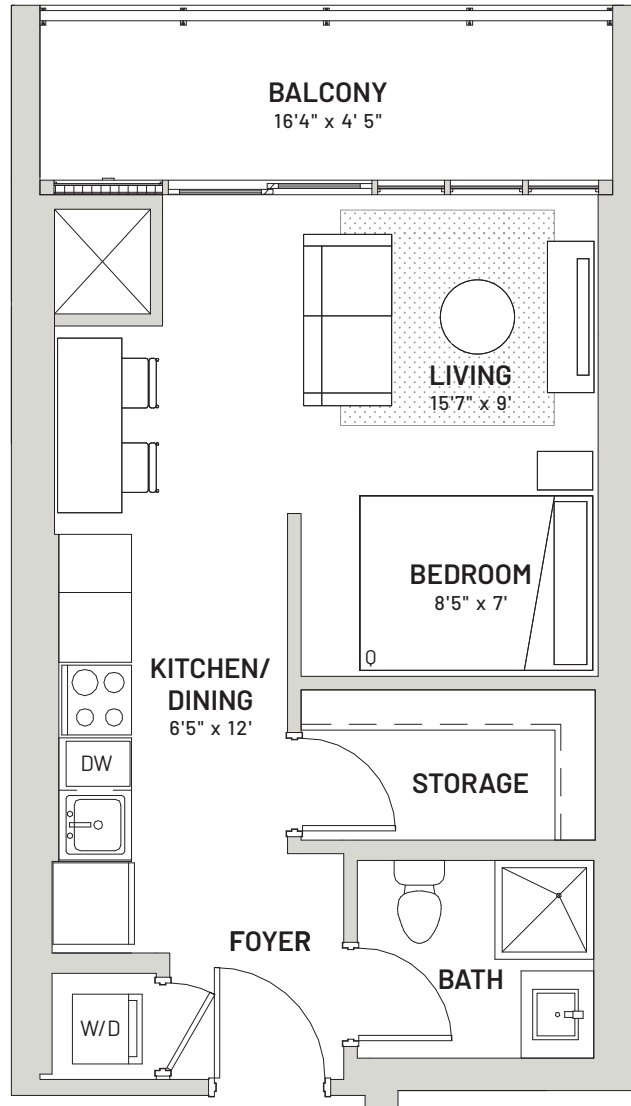 BALCONY
16'4" x 4' 5"
LIVING
15'7" x 9'
BEDROOM
8'5" x 7'
Q
KITCHEN/
DINING
6'5" x 12'
DW
STORAGE
FOYER
BATH
W/D